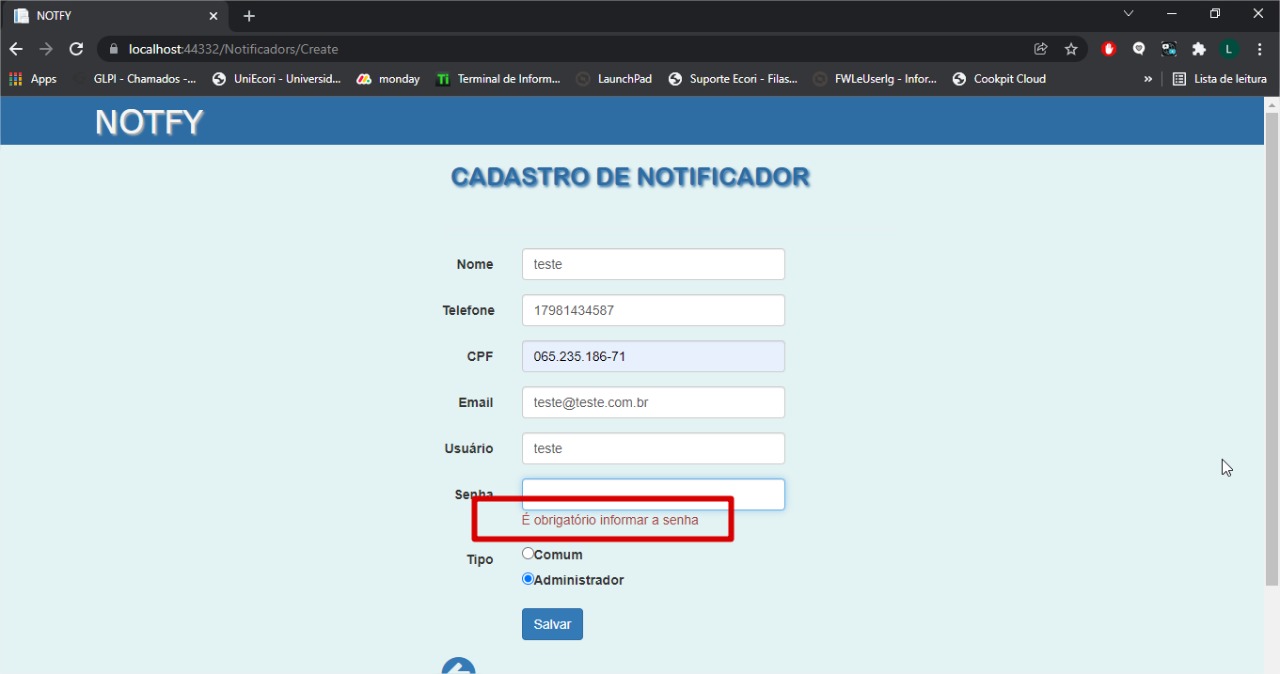 NOTFY
localhost:44332/Notificadors/Create
L
Apps GLPI - Chamados -... UniEcori - Universid... monday Ti Terminal de Inform... LaunchPad Suporte Ecori - Filas... FWLeUserIg - Infor... Cookpit Cloud » Lista de leitura
NOTFY
CADASTRO DE NOTIFICADOR
Nome teste
Telefone 17981434587
CPF 065.235.186-71
Email teste@teste.com.br
Usuário teste
Senha
É obrigatório informar a senha
Tipo Comum
Administrador
Salvar